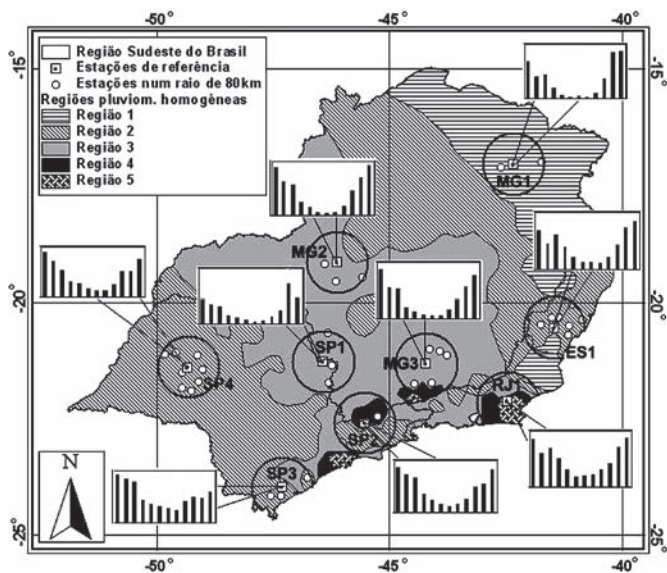 -50°
-45°
-40°
Região Sudeste do Brasil
Estações de referência
Estações num raio de 80km
Regiões pluviom. homogèneas
Região 1
Região 2
Região 3
Região 4
Região 5
-15°
-15°
MG1
MG2
-20°
-20°
ES1
SP1
MG3
SP4
RJ1
SP2
SP3
N
-25°
-25°
-50°
-45°
-40°